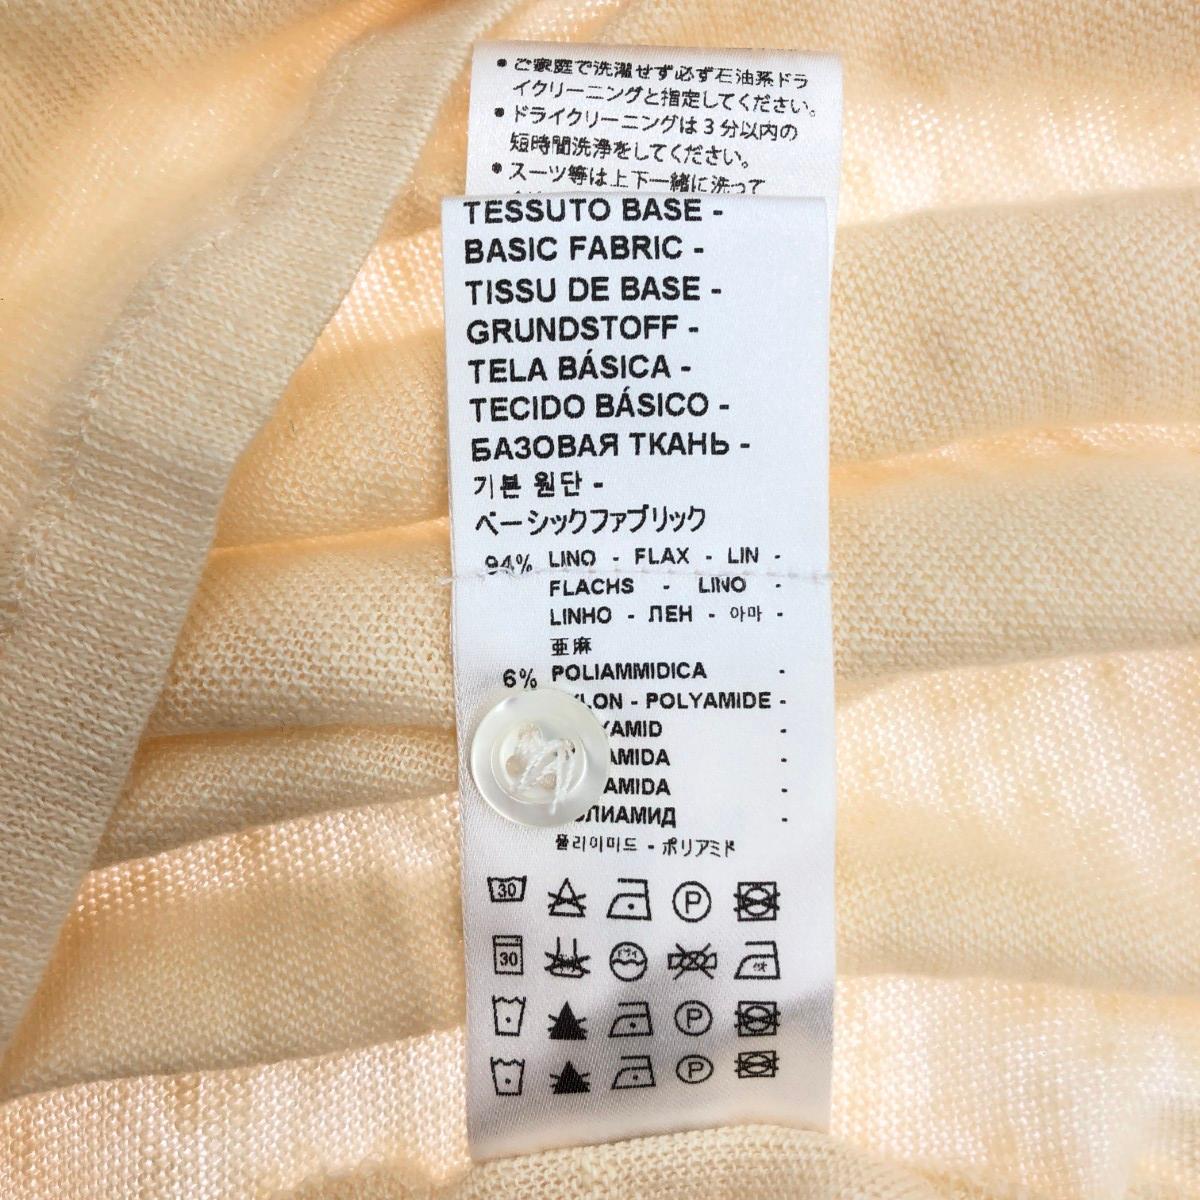 • ご家庭で洗濯せず必ず石油系ドラ
イクリーニングと指定してください。
• ドライクリーニングは3分以内の
短時間洗浄をしてください。
• スーツ等は上下一緒に洗って
TESSUTO BASE -
BASIC FABRIC -
TISSU DE BASE -
GRUNDSTOFF -
TELA BÁSICA -
TECIDO BÁSICO -
БАЗОВАЯ ТКАНЬ -
기본 원단 -
ベーシックファブリック
94% LINO - FLAX - LIN -
FLACHS - LINO -
LINHO - ЛЕН - 아마 -
亜麻
6% POLIAMMIDICA -
- POLYAMIDE -
-
-
-
-
폴리이미드 - ポリアミド
30 P
30 ドライ
P
P